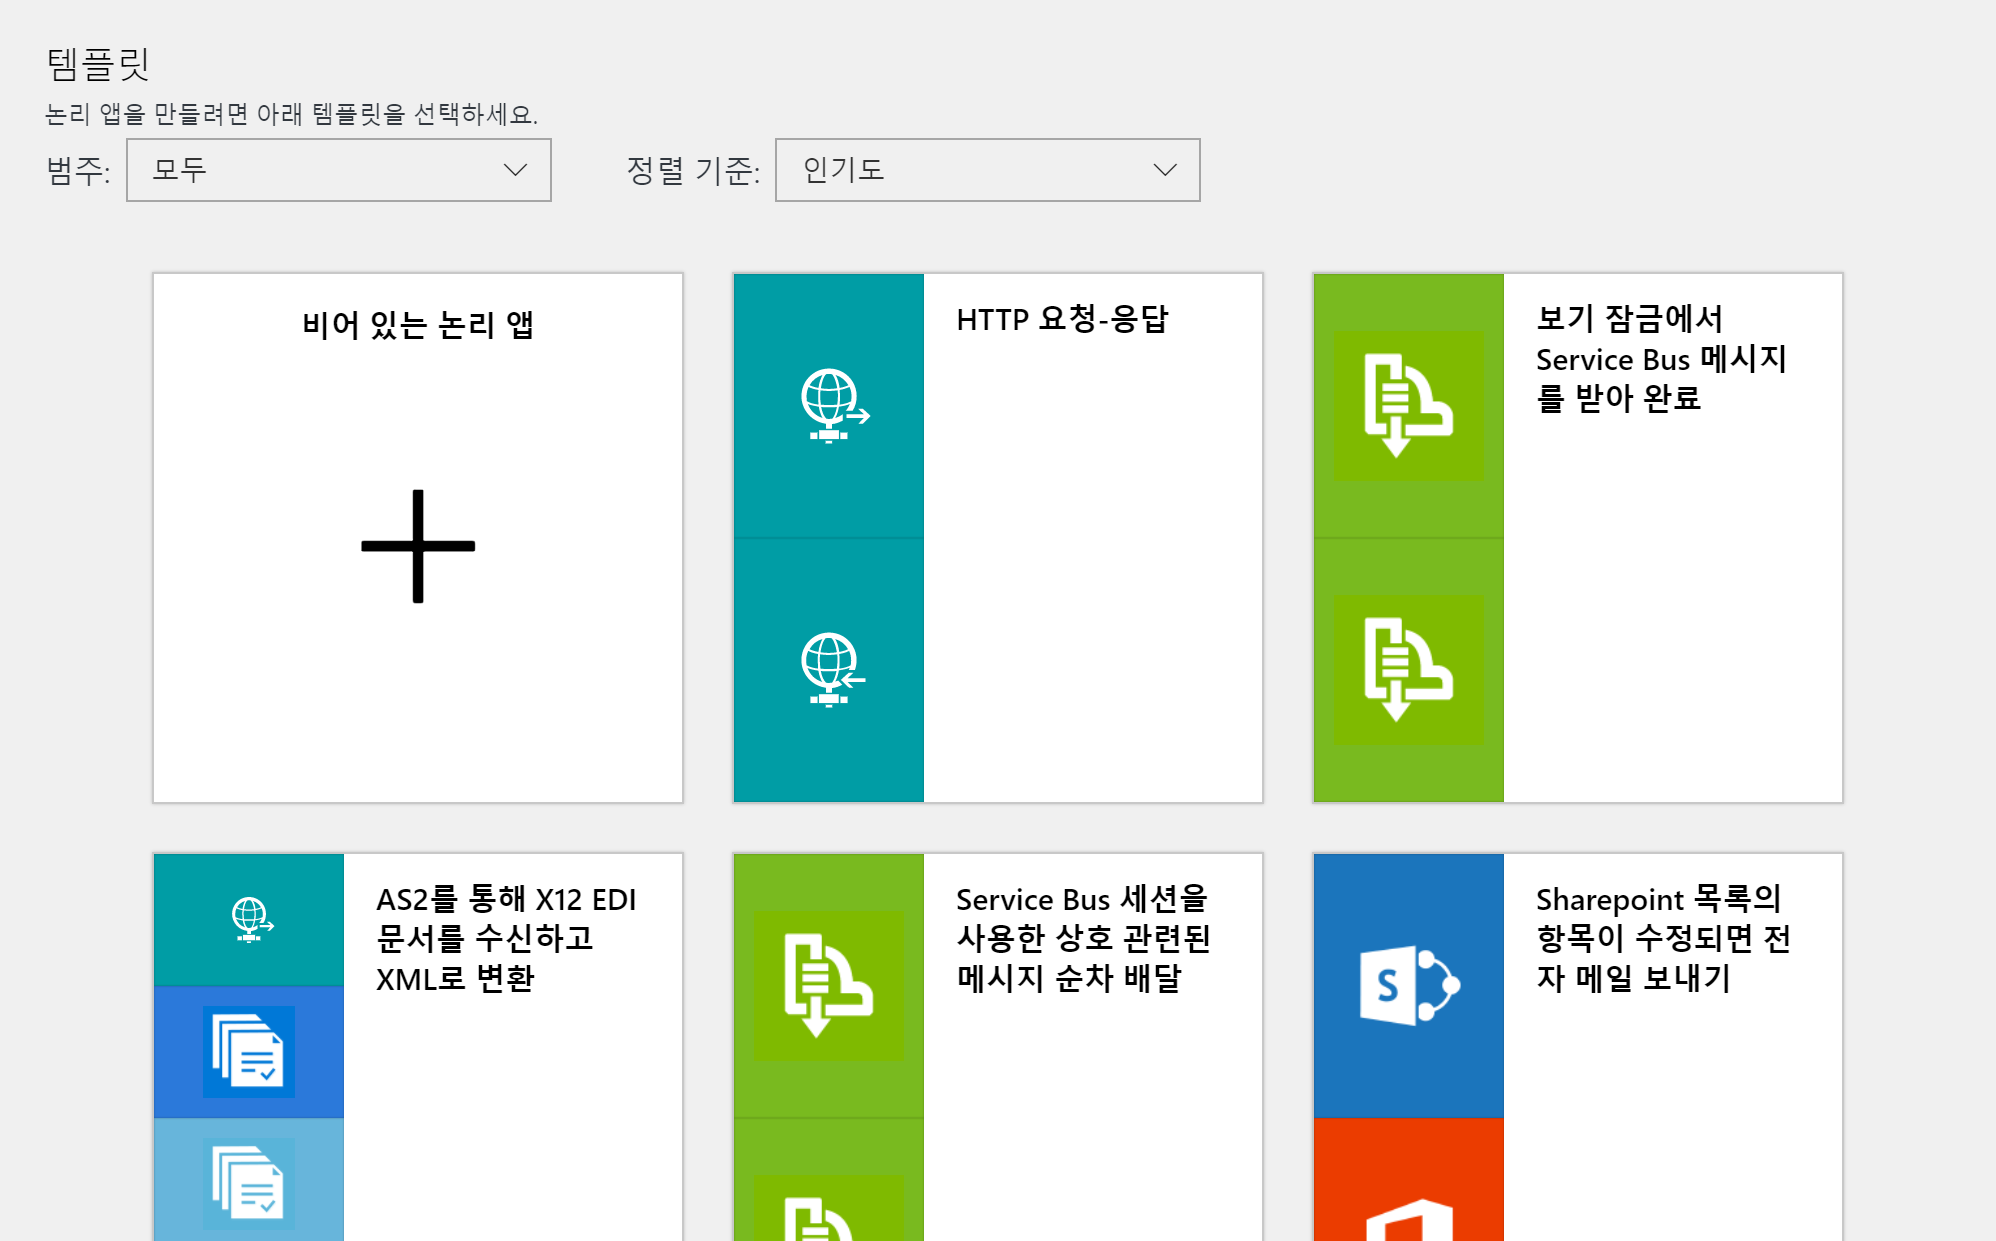 템플릿
논리 앱을 만들려면 아래 템플릿을 선택하세요.
범주: 모두 정렬 기준: 인기도
비어 있는 논리 앱
HTTP 요청-응답
보기 잠금에서
Service Bus 메시지
를 받아 완료
AS2를 통해 X12 EDI
문서를 수신하고
XML로 변환
Service Bus 세션을
사용한 상호 관련된
메시지 순차 배달
Sharepoint 목록의
항목이 수정되면 전
자 메일 보내기
S